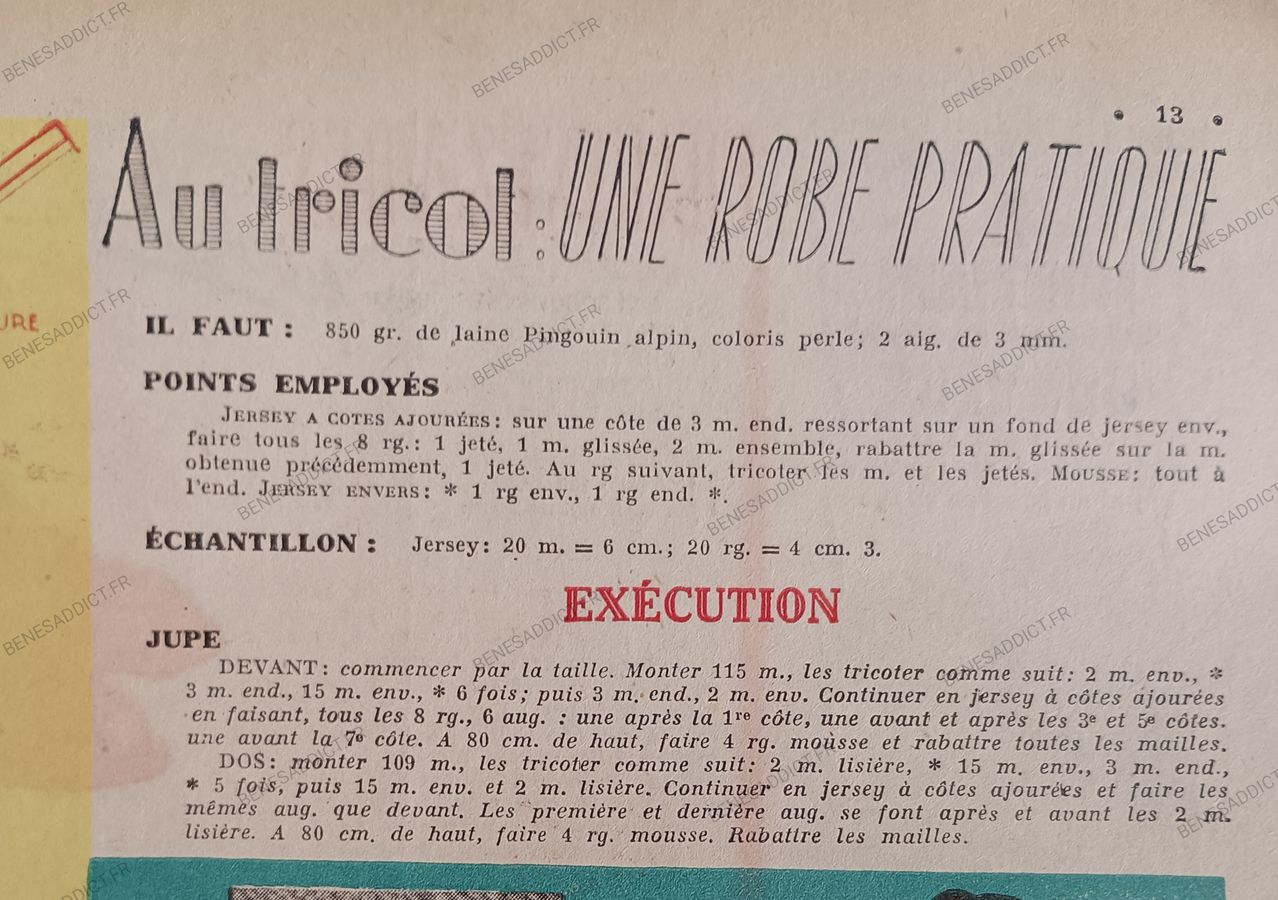 • 13 •
Au tricot : UNE ROBE PRATIQUE
URE
IL FAUT : 850 gr. de laine Pingouin alpin, coloris perle; 2 aig. de 3 mm.
POINTS EMPLOYÉS
JERSEY A COTES AJOURÉES: sur une côte de 3 m. end. ressortant sur un fond de jersey env.,
faire tous les 8 rg.: 1 jeté, 1 m. glissée, 2 m. ensemble, rabattre la m. glissée sur la m.
obtenue précédemment, 1 jeté. Au rg suivant, tricoter les m. et les jetés. MOUSSE: tout à
l'end. JERSEY ENVERS: * 1 rg env., 1 rg end. *.
ÉCHANTILLON : Jersey: 20 m. = 6 cm.; 20 rg. = 4 cm. 3.
EXÉCUTION
JUPE
DEVANT: commencer par la taille. Monter 115 m., les tricoter comme suit: 2 m. env., *
3 m. end., 15 m. env., * 6 fois; puis 3 m. end., 2 m. env. Continuer en jersey à côtes ajourées
en faisant, tous les 8 rg., 6 aug. : une après la 1re côte, une avant et après les 3e et 5e côtes.
une avant la 7e côte. A 80 cm. de haut, faire 4 rg. mousse et rabattre toutes les mailles.
DOS: monter 109 m., les tricoter comme suit: 2 m. lisière, * 15 m. env., 3 m. end.,
* 5 fois, puis 15 m. env. et 2 m. lisière. Continuer en jersey à côtes ajourées et faire les
mêmes aug. que devant. Les première et dernière aug. se font après et avant les 2 m.
lisière. A 80 cm. de haut, faire 4 rg. mousse. Rabattre les mailles.
BENESADDICT.FR